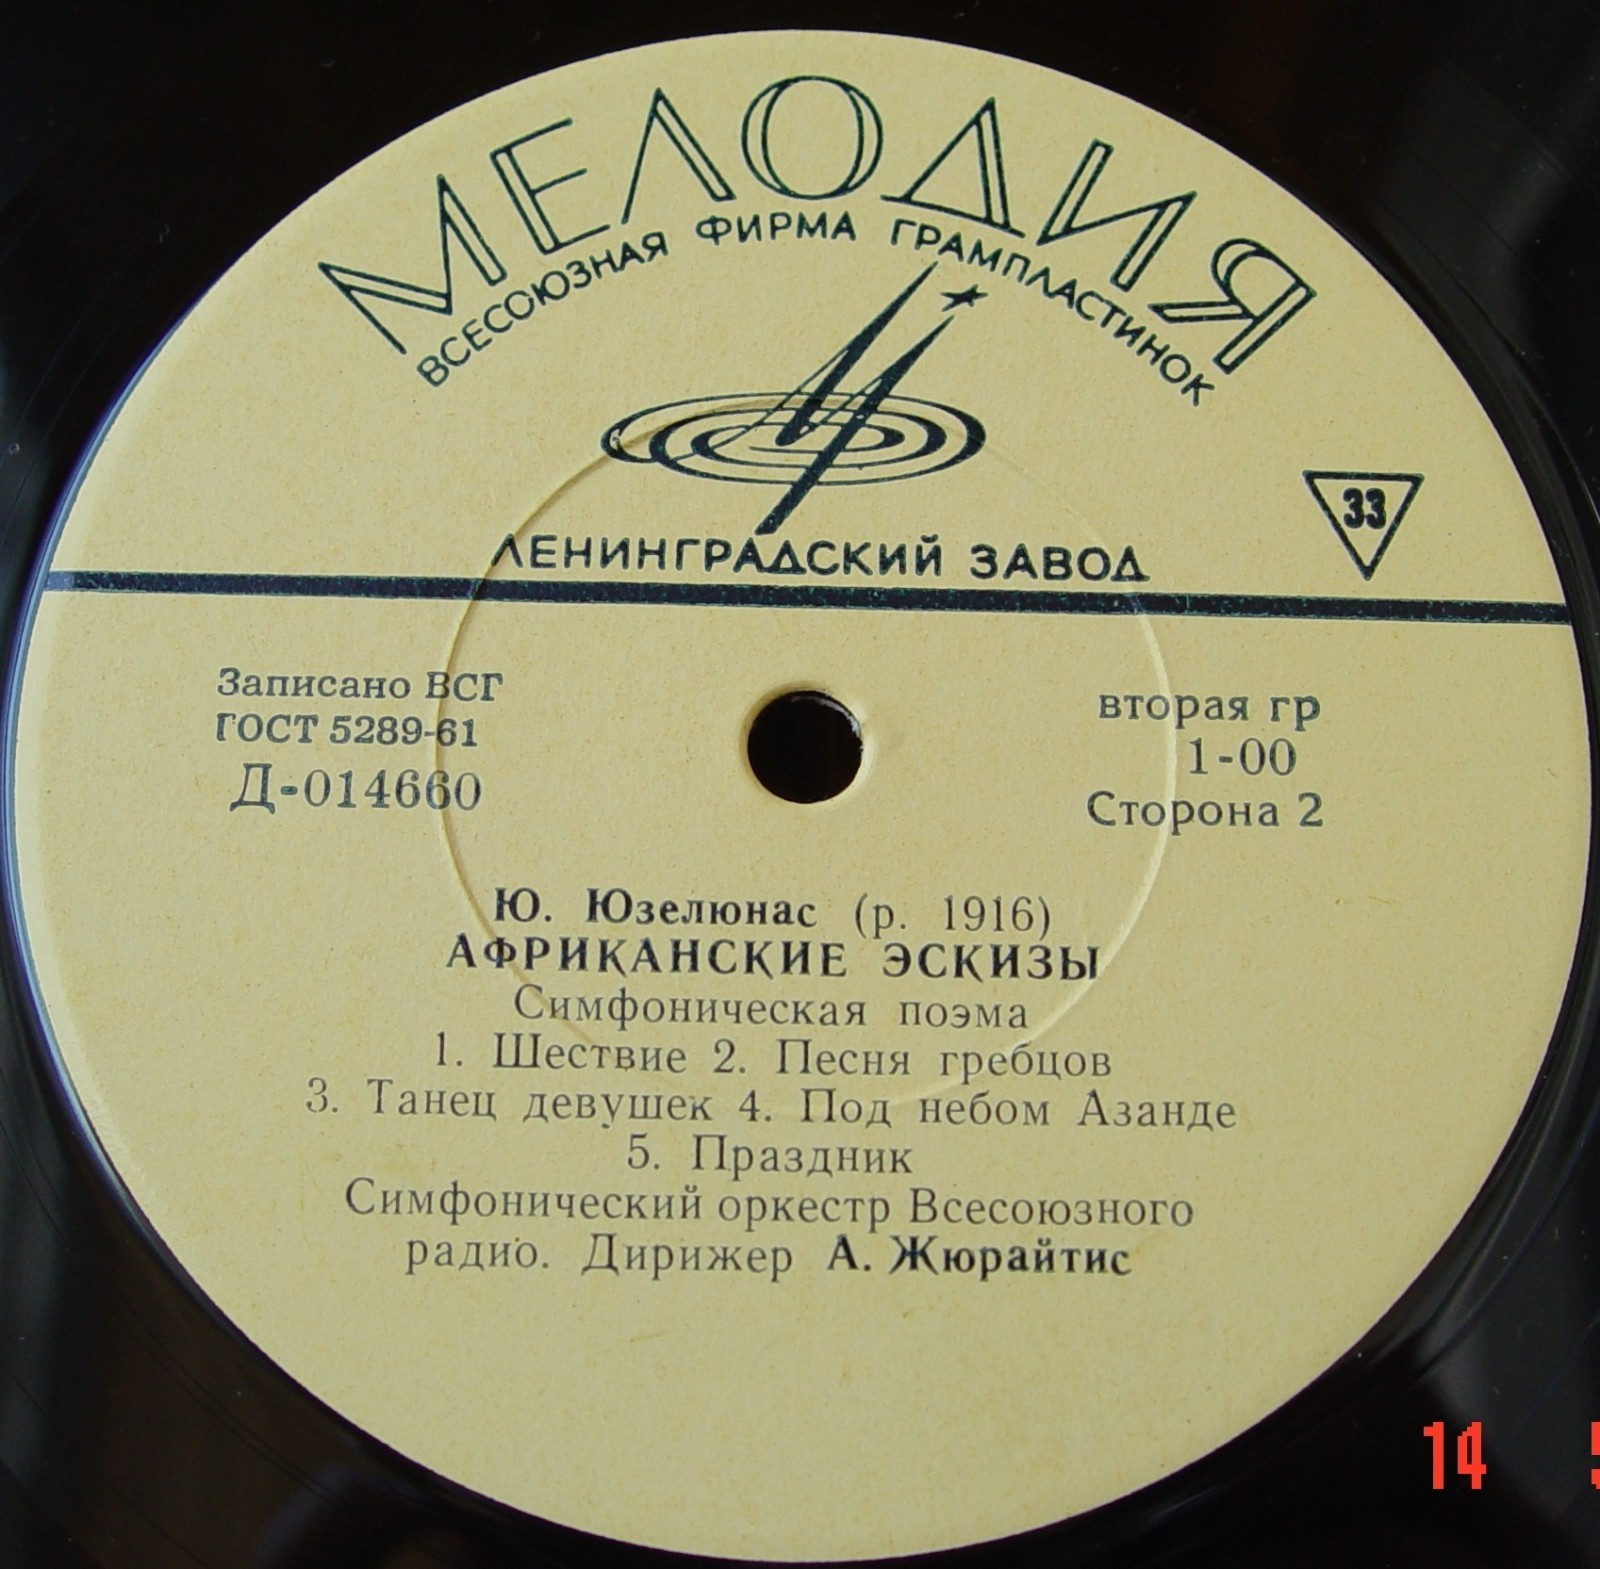 МЕЛОДИЯ
ВСЕСОЮЗНАЯ ФИРМА ГРАМПЛАСТИНОК
33
ЛЕНИНГРАДСКИЙ ЗАВОД
Записано ВСГ
ГОСТ 5289-61
Д-014660
вторая гр
1-00
Сторона 2
Ю. Юзелюнас (р. 1916)
АФРИКАНСКИЕ ЭСКИЗЫ
Симфоническая поэма
1. Шествие 2. Песня гребцов
3. Танец девушек 4. Под небом Азанде
5. Праздник
Симфонический оркестр Всесоюзного
радио. Дирижер А. Жюрайтис
14